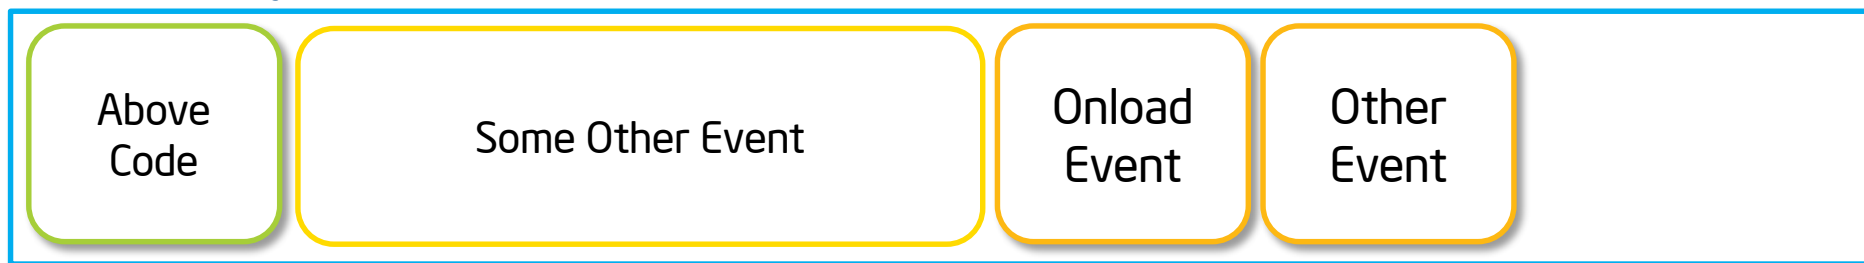 Above
Code
Some Other Event
Onload
Event
Other
Event